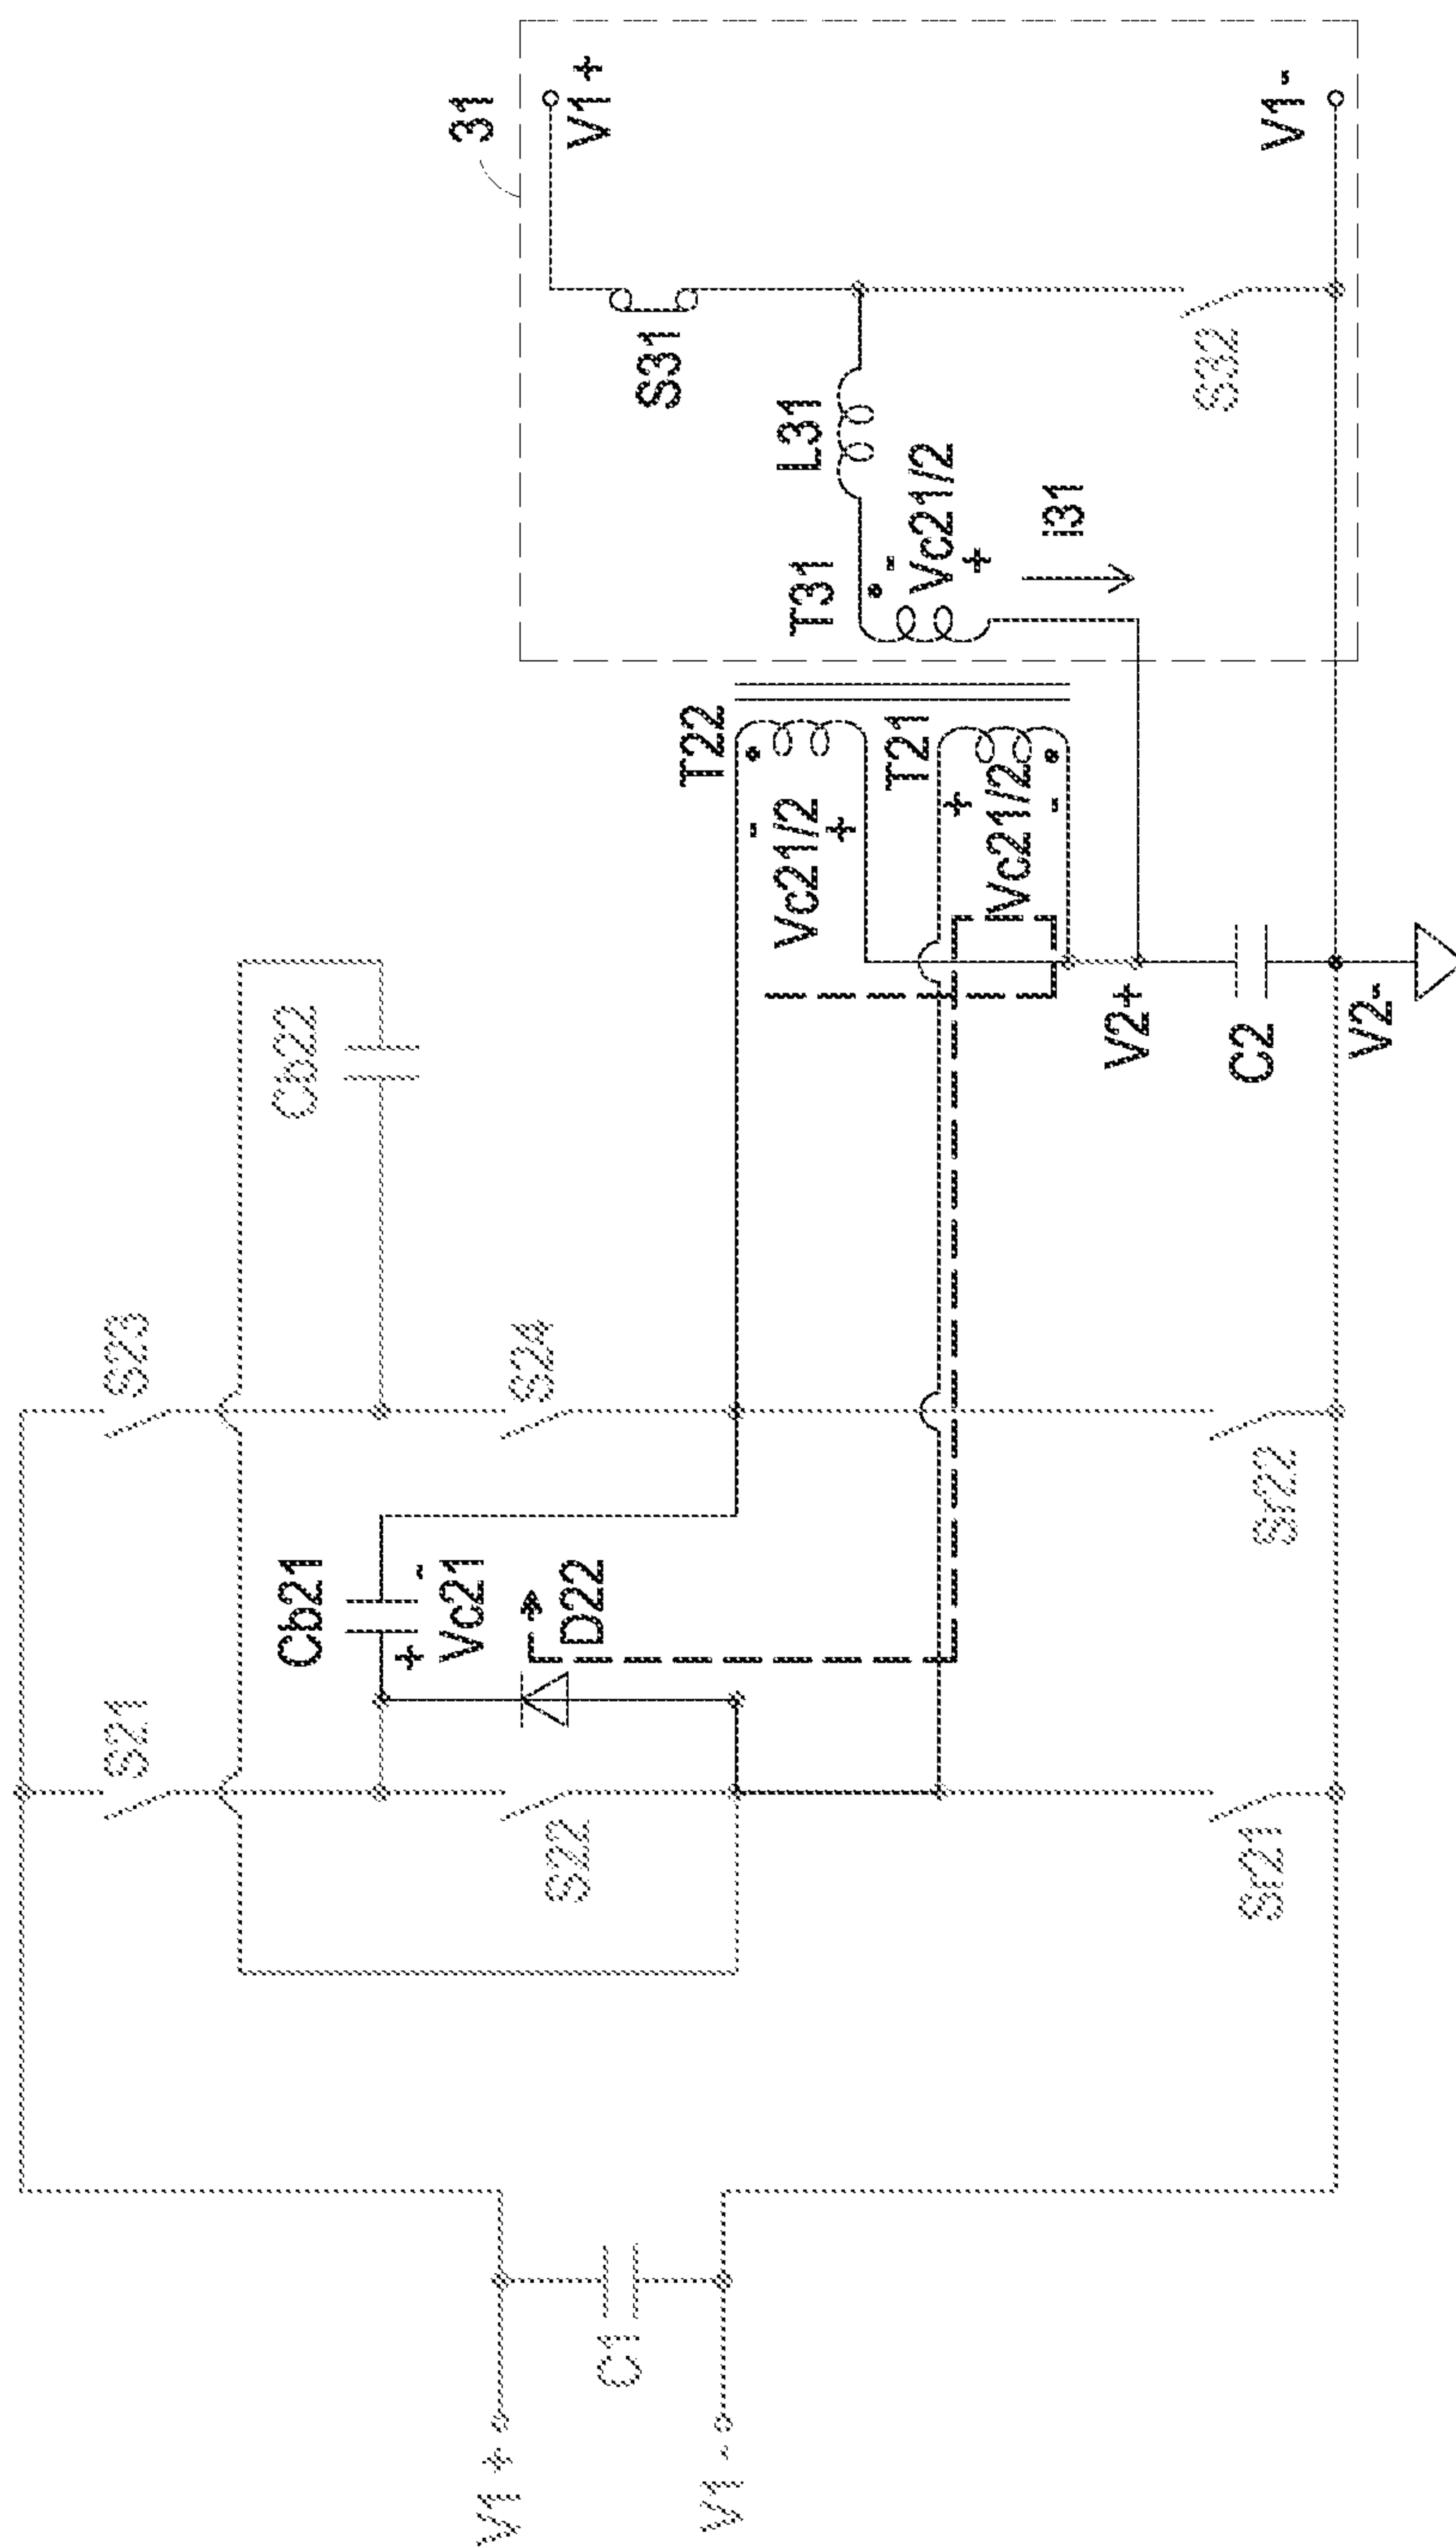 31
V1+
V1-
S31
S32
L31
T31
-
Vc21/2
+
i31
T22
-
Vc21/2
+
T21
+
Vc21/2
-
V2+
C2
V2-
Cb22
S23
S24
Sr22
Cb21
+
Vc21
-
D22
S21
S22
Sr21
C1
V1+
V1-